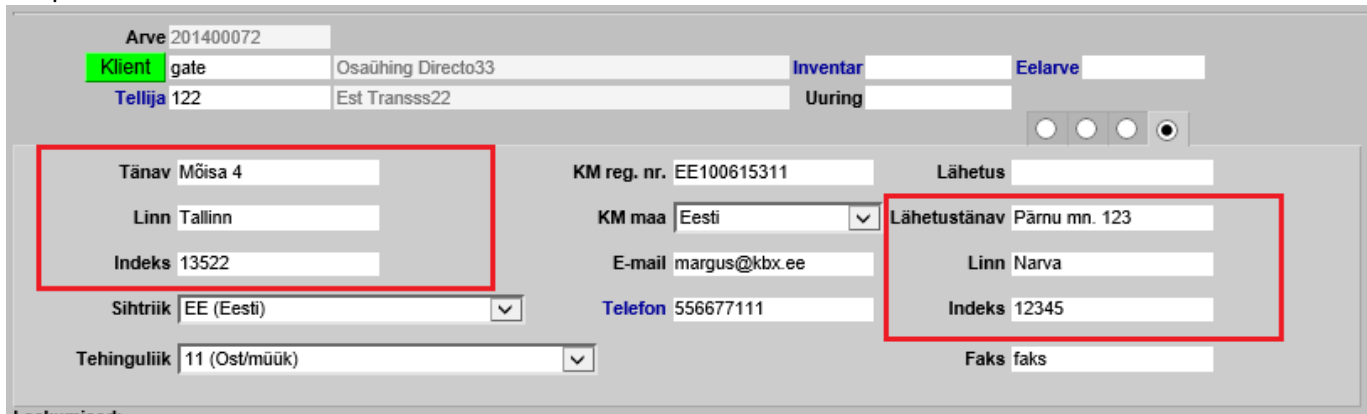 Arve 201400072
Klient gate Osaühing Directo33 Inventar Eelarve
Tellija 122 Est Transss22 Uuring
Tänav Mõisa 4 KM reg. nr. EE100615311 Lähetus
Linn Tallinn KM maa Eesti Lähetustänav Pärnu mn. 123
Indeks 13522 E-mail margus@kbx.ee Linn Narva
Sihtriik EE (Eesti) Telefon 556677111 Indeks 12345
Tehinguliik 11 (Ost/müük) Faks faks